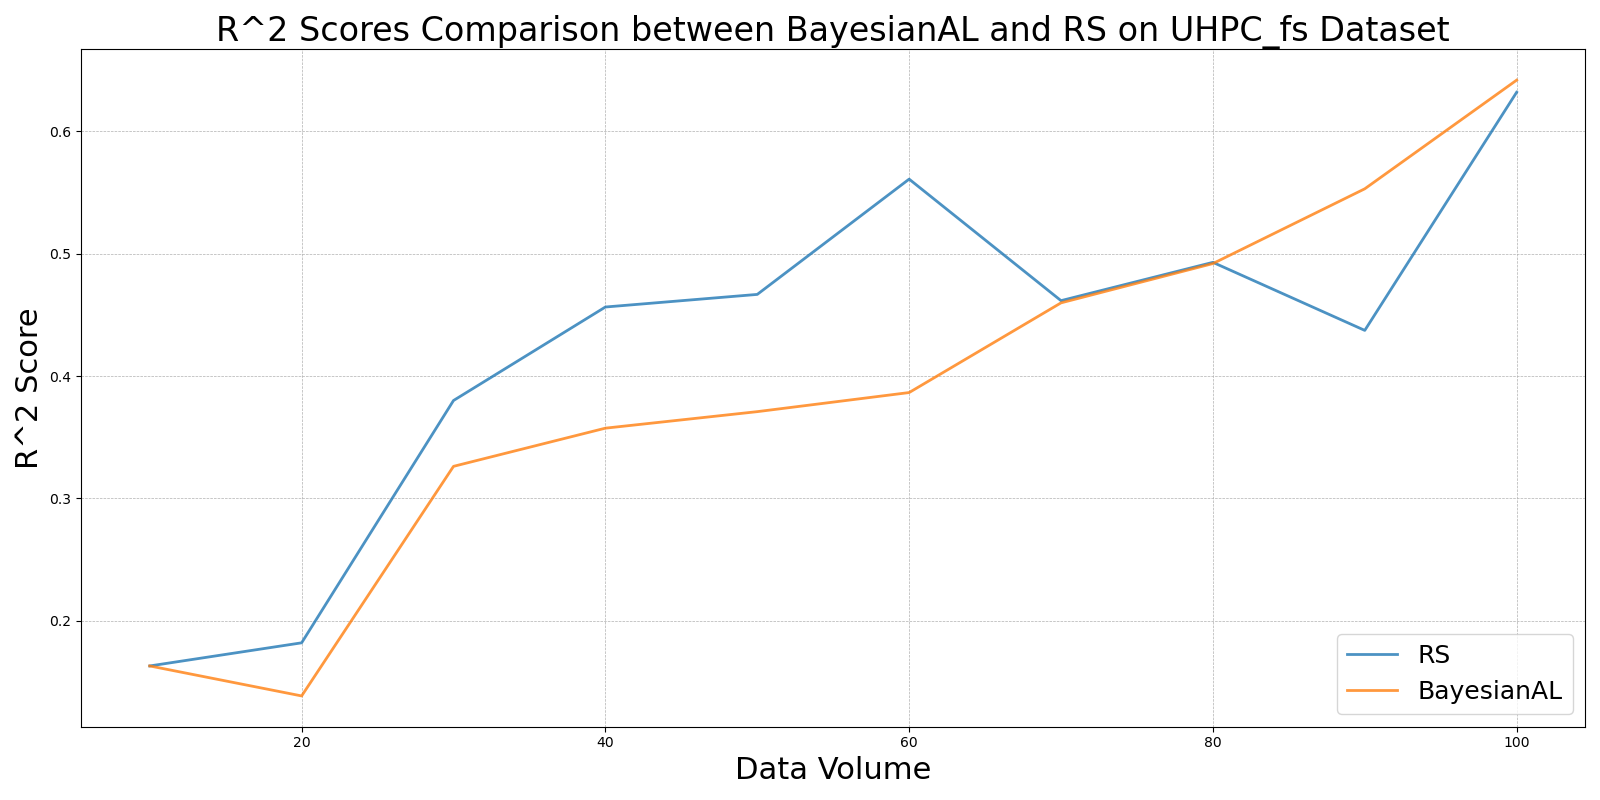 R^2 Scores Comparison between BayesianAL and RS on UHPC_fs Dataset
R^2 Score
0.6
0.5
0.4
0.3
0.2
20 40 60 80 100
Data Volume
RS
BayesianAL